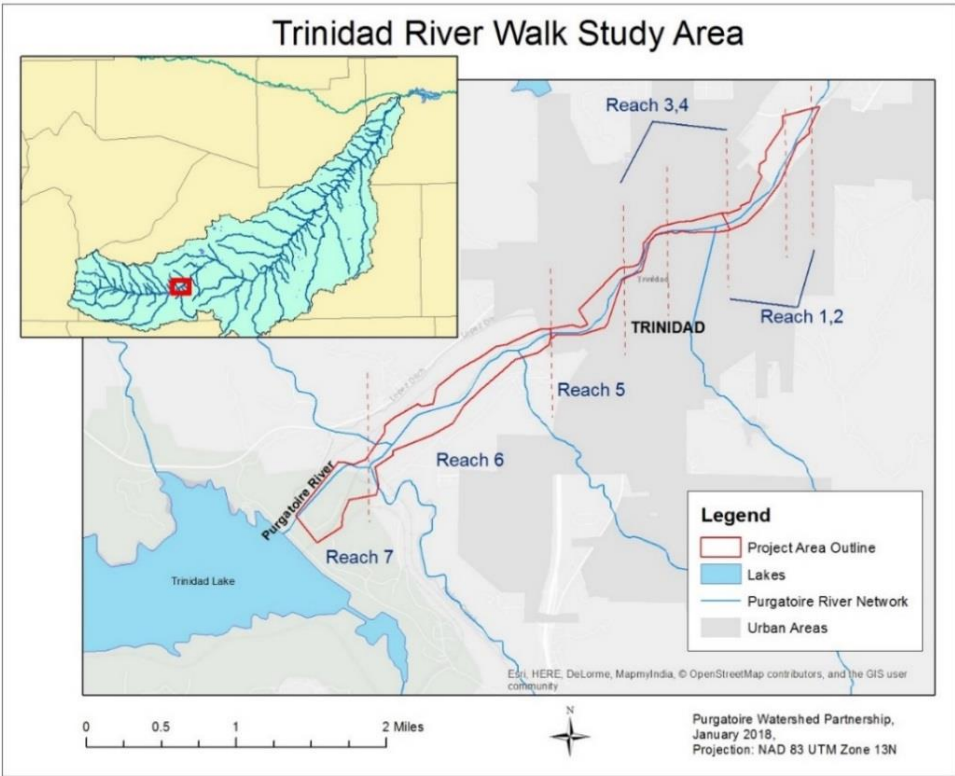 Trinidad River Walk Study Area
Reach 3,4
Trinidad
TRINIDAD
Reach 1,2
Reach 5
Reach 6
Purgatoire River
Reach 7
Trinidad Lake
Legend
Project Area Outline
Lakes
Purgatoire River Network
Urban Areas
Esri, HERE, DeLorme, MapmyIndia, © OpenStreetMap contributors, and the GIS user
community
0 0.5 1 2 Miles
N
Purgatoire Watershed Partnership,
January 2018,
Projection: NAD 83 UTM Zone 13N